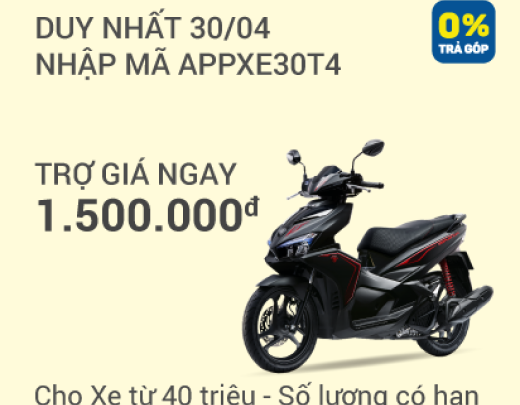 DUY NHẤT 30/04
NHẬP MÃ APPXE30T4
0%
TRẢ GÓP
TRỢ GIÁ NGAY
1.500.000đ
Cho Xe từ 40 triệu - Số lượng có hạn